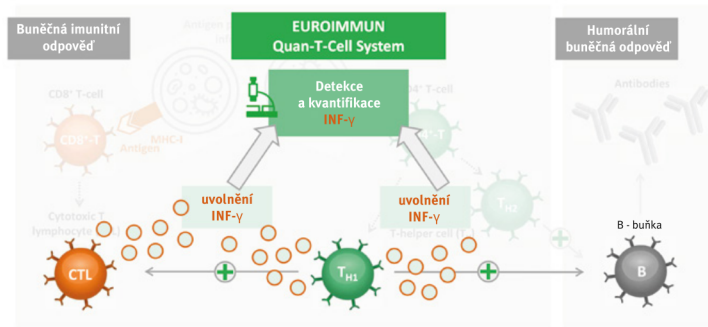 Buněčná imunitní
odpověď
EUROIMMUN
Quan-T-Cell System
Humorální
buněčná odpověď
Detekce
a kvantifikace
INF-γ
CD8⁺ T-cell
CD8⁺-T
MHC-I
Antigen
T-cell
Antibodies
uvolnění
INF-γ
uvolnění
INF-γ
Cytotoxic T
lymphocyte
T-helper cell
TH2
B - buňka
CTL
TH1
B